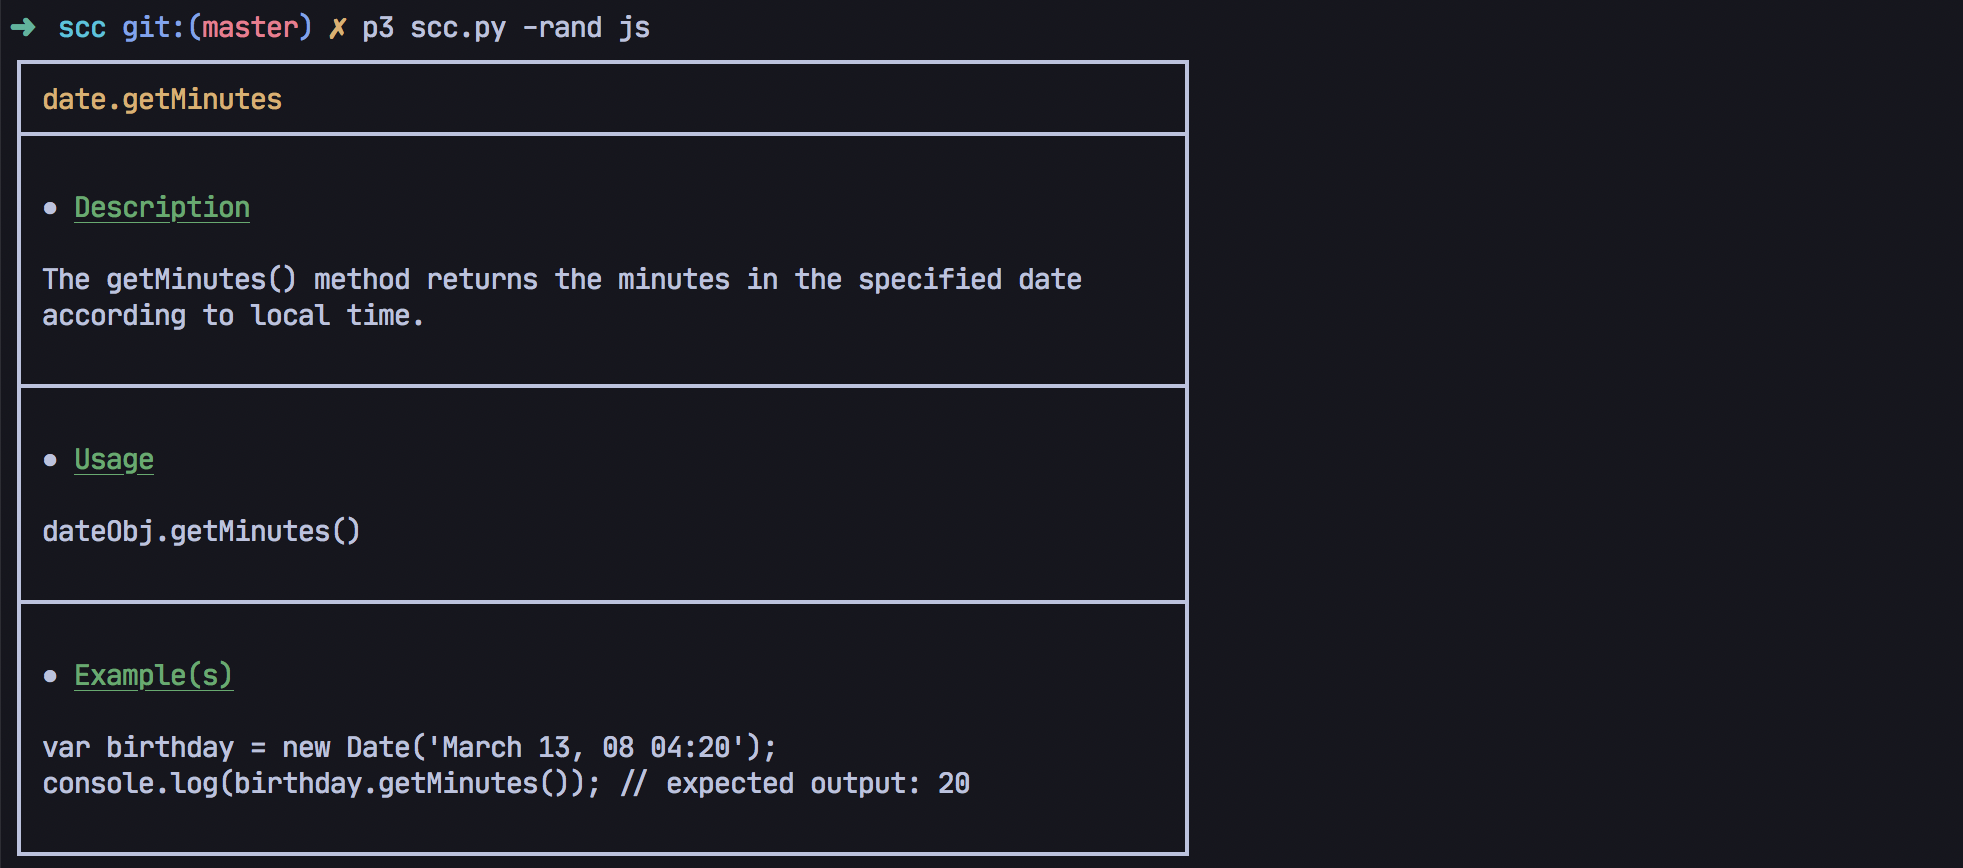 ➜ scc git:(master) ✗ p3 scc.py -rand js
date.getMinutes
● Description
The getMinutes() method returns the minutes in the specified date
according to local time.
● Usage
dateObj.getMinutes()
● Example(s)
var birthday = new Date('March 13, 08 04:20');
console.log(birthday.getMinutes()); // expected output: 20